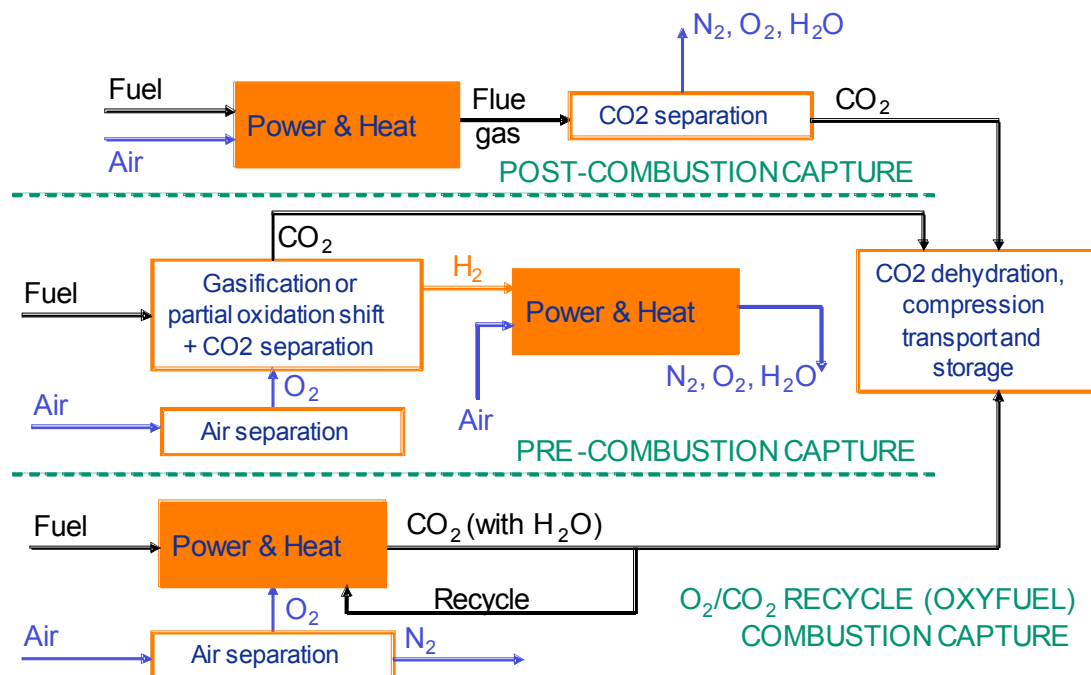 N₂, O₂, H₂O
Fuel
Flue
gas
CO2 separation
CO₂
Power & Heat
Air
POST-COMBUSTION CAPTURE
CO₂
Fuel
Gasification or
partial oxidation shift
+ CO2 separation
H₂
Power & Heat
CO2 dehydration,
compression
transport and
storage
O₂
N₂, O₂, H₂O
Air
Air separation
Air
PRE-COMBUSTION CAPTURE
Fuel
Power & Heat
CO₂ (with H₂O)
Recycle
O₂
Air
Air separation
N₂
O₂/CO₂ RECYCLE (OXYFUEL)
COMBUSTION CAPTURE